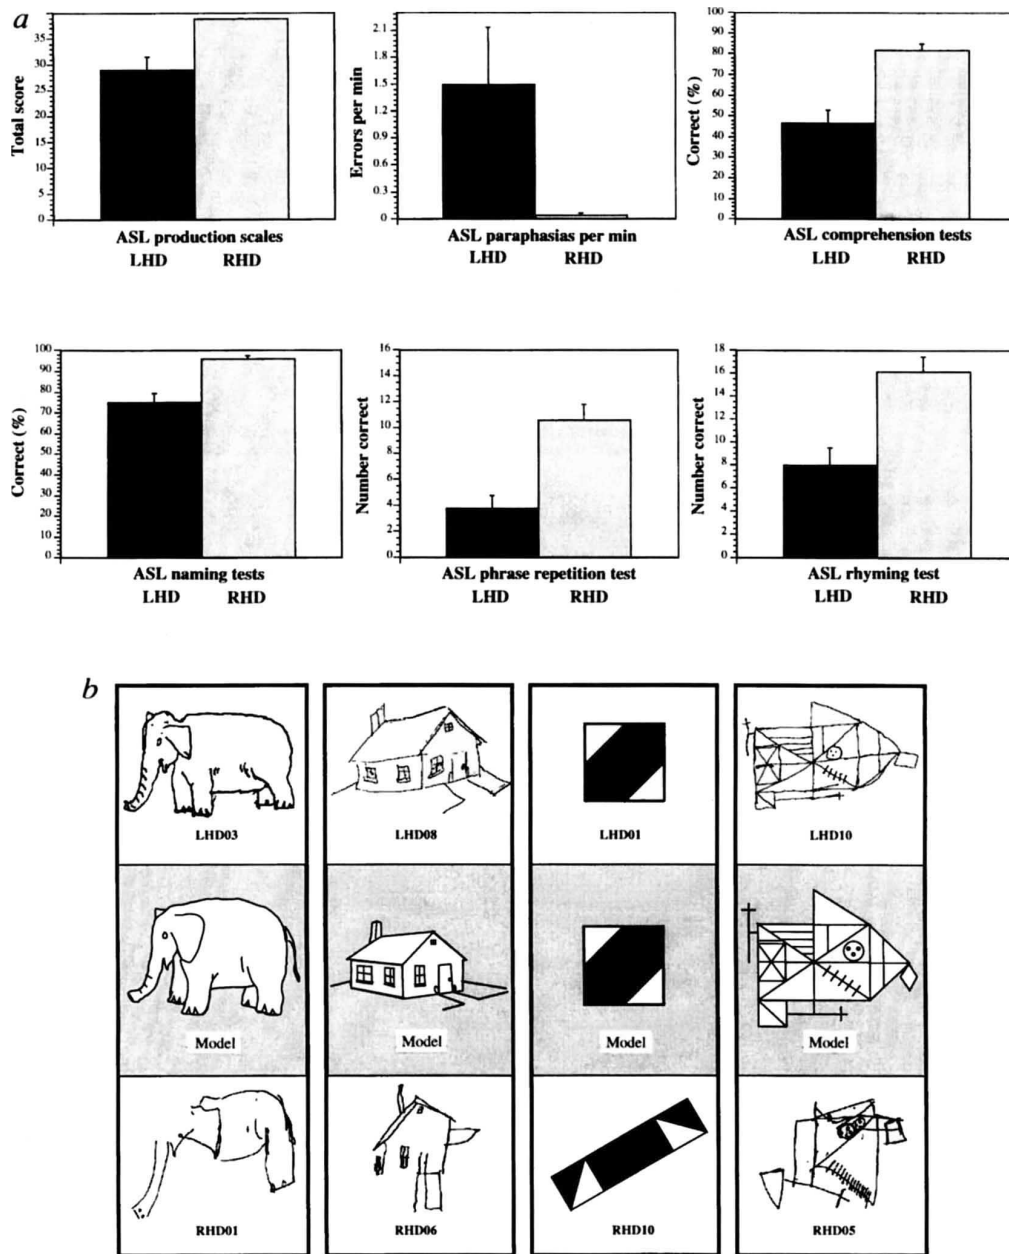 a
Total score
35
30
25
20
15
10
5
0
ASL production scales
LHD RHD
Errors per min
2.1
1.8
1.5
1.2
0.9
0.6
0.3
0
ASL paraphasias per min
LHD RHD
Correct (%)
100
90
80
70
60
50
40
30
20
10
0
ASL comprehension tests
LHD RHD
Correct (%)
100
90
80
70
60
50
40
30
20
10
0
ASL naming tests
LHD RHD
Number correct
16
14
12
10
8
6
4
2
0
ASL phrase repetition test
LHD RHD
Number correct
18
16
14
12
10
8
6
4
2
0
ASL rhyming test
LHD RHD
b
LHD03 LHD08 LHD01 LHD10
Model Model Model Model
RHD01 RHD06 RHD10 RHD05